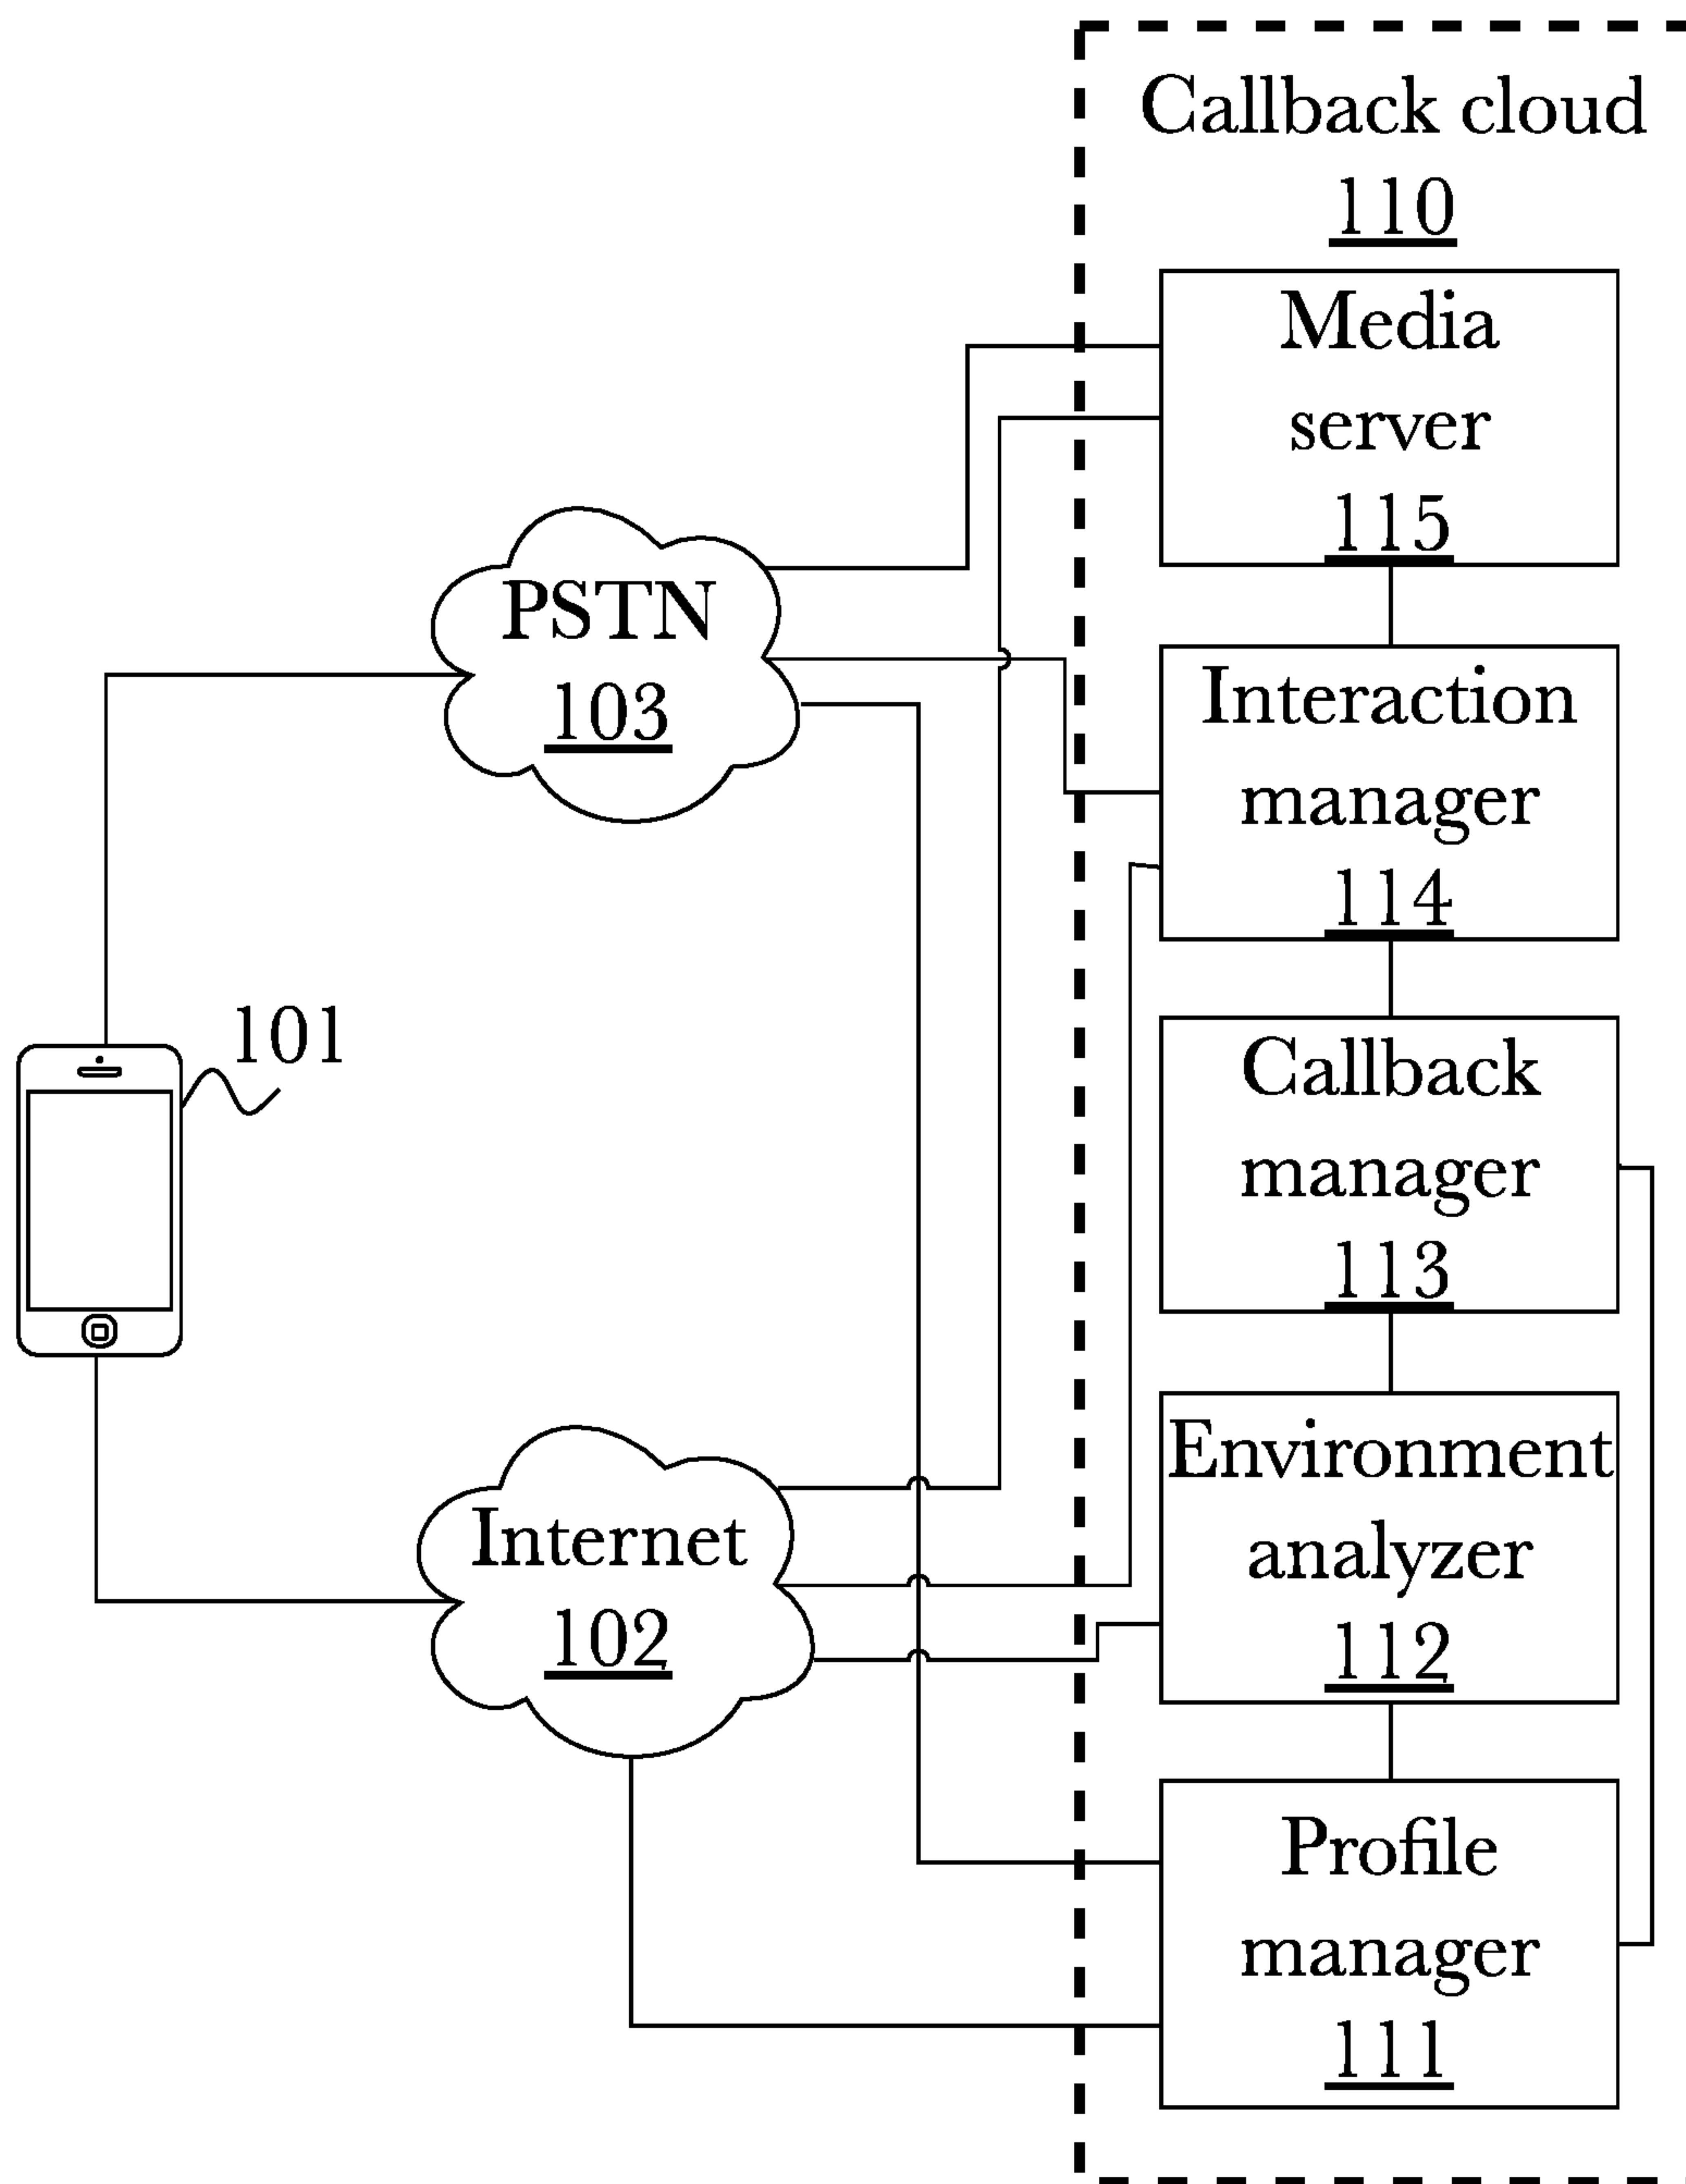 Callback cloud
110
Media
server
115
PSTN
103
Interaction
manager
114
101
Callback
manager
113
Environment
analyzer
112
Internet
102
Profile
manager
111